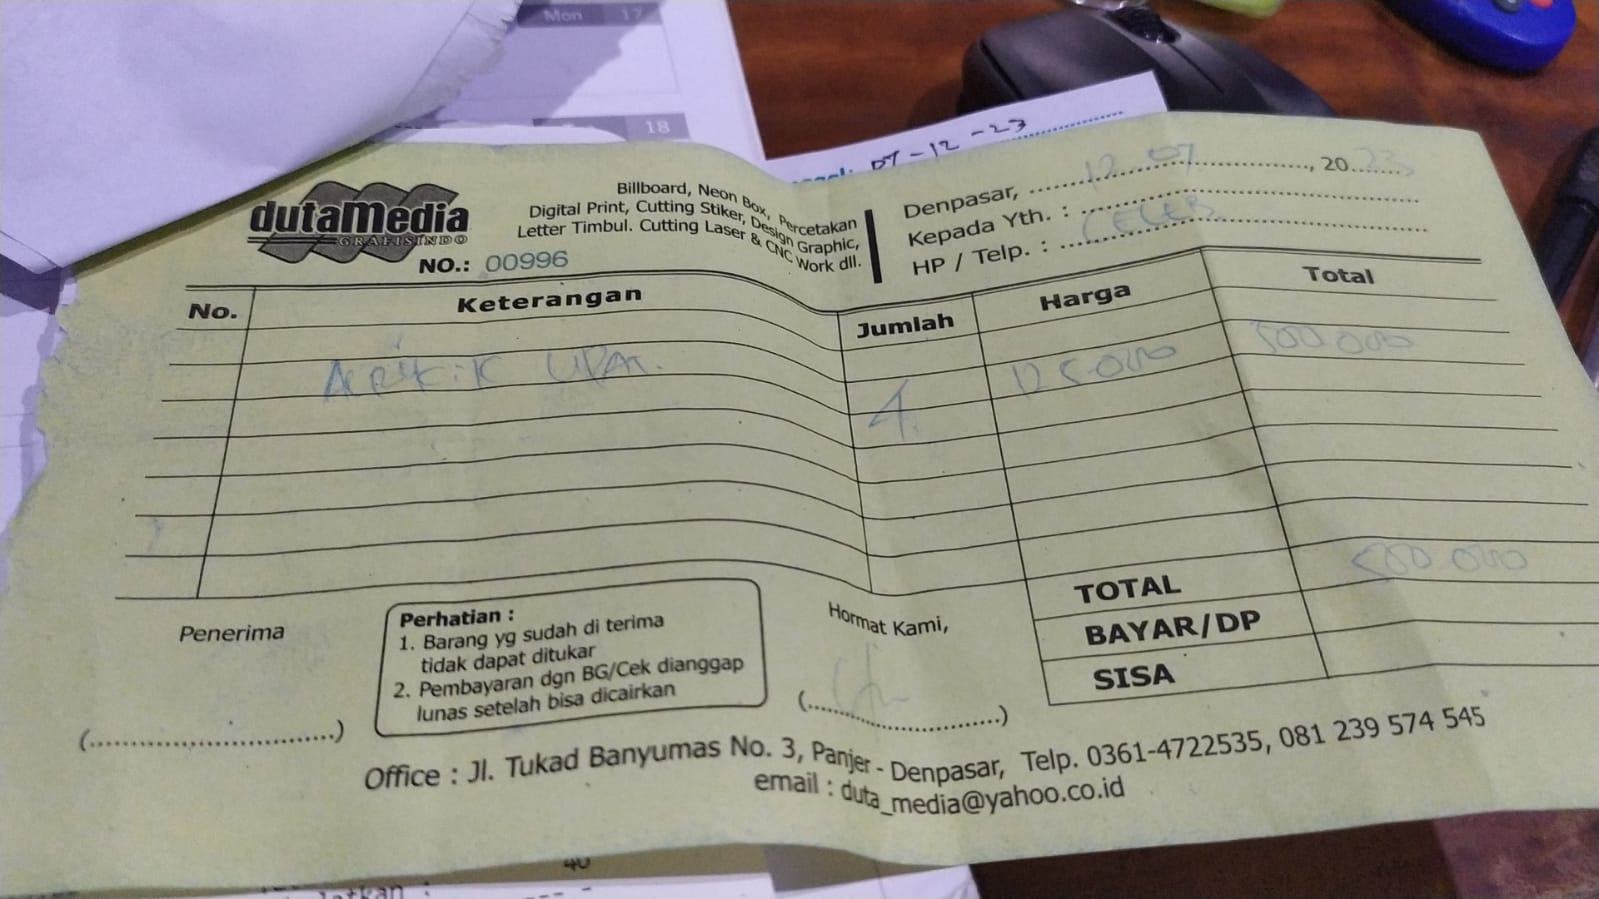 Mon 17
18
07-12-23
dutaMedia
GRAFISINDO
Billboard, Neon Box, Percetakan
Digital Print, Cutting Stiker, Design Graphic,
Letter Timbul. Cutting Laser & CNC Work dll.
NO.: 00996
Denpasar, 12 07, 2023
Kepada Yth. :
HP / Telp. :
No. Keterangan Jumlah Harga Total
4 125.000 500.000
TOTAL 500.000
BAYAR/DP
SISA
Penerima
(..............................)
Perhatian :
1. Barang yg sudah di terima
tidak dapat ditukar
2. Pembayaran dgn BG/Cek dianggap
lunas setelah bisa dicairkan
Hormat Kami,
(..............................)
Office : Jl. Tukad Banyumas No. 3, Panjer - Denpasar, Telp. 0361-4722535, 081 239 574 545
email : duta_media@yahoo.co.id
40